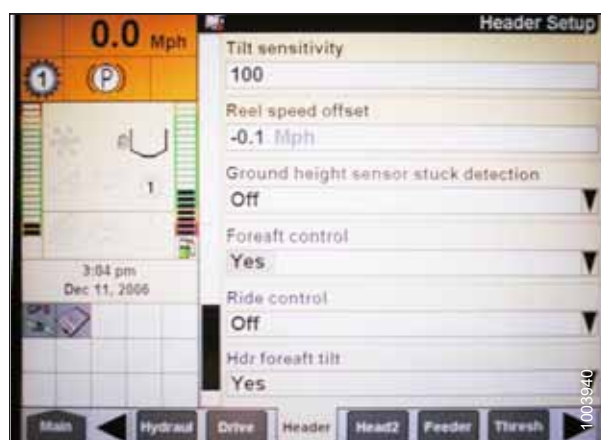 0.0 Mph
1
P
1
3:04 pm
Dec 11, 2006
GPS
Header Setup
Tilt sensitivity
100
Reel speed offset
-0.1 Mph
Ground height sensor stuck detection
Off
Foreaft control
Yes
Ride control
Off
Hdr foreaft tilt
Yes
1003940
Main Hydraul Drive Header Head2 Feeder Thresh